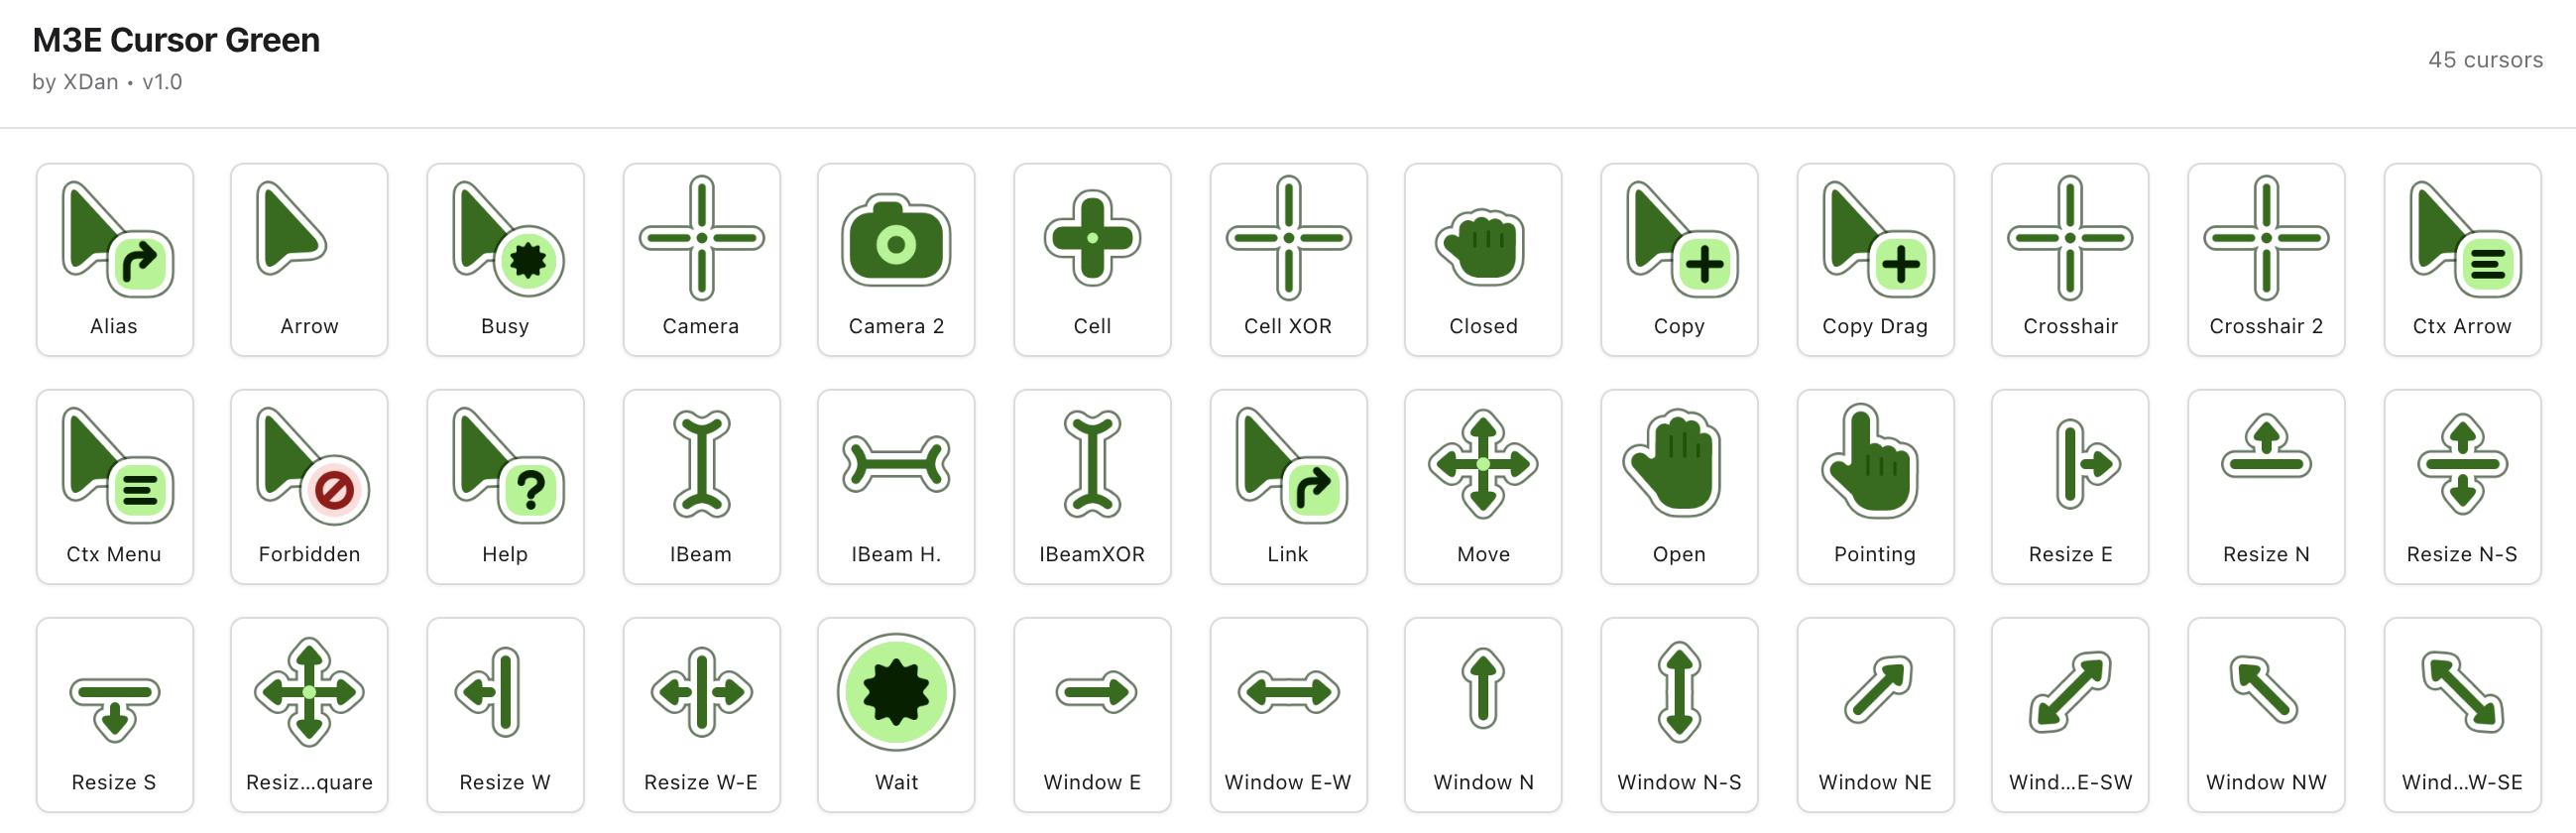 M3E Cursor Green
by XDan • v1.0
45 cursors
Alias
Arrow
Busy
Camera
Camera 2
Cell
Cell XOR
Closed
Copy
Copy Drag
Crosshair
Crosshair 2
Ctx Arrow
Ctx Menu
Forbidden
Help
IBeam
IBeam H.
IBeamXOR
Link
Move
Open
Pointing
Resize E
Resize N
Resize N-S
Resize S
Resiz...quare
Resize W
Resize W-E
Wait
Window E
Window E-W
Window N
Window N-S
Window NE
Wind...E-SW
Window NW
Wind...W-SE